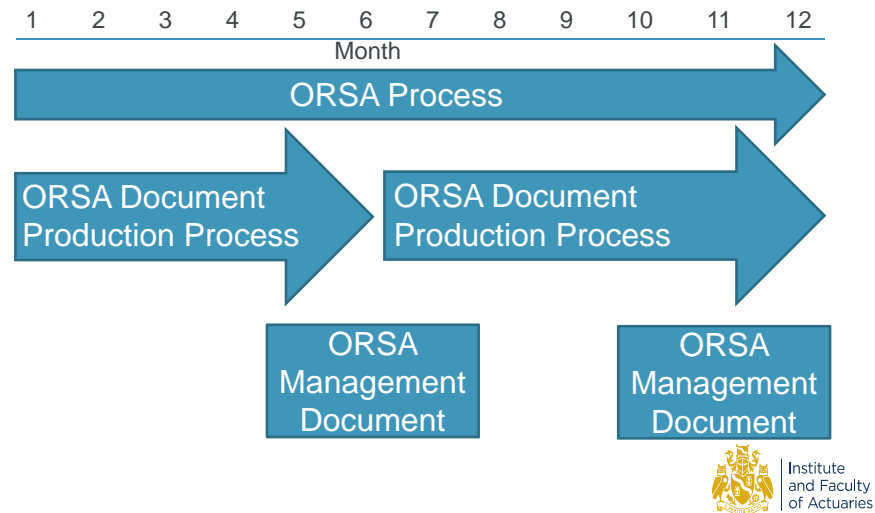 1 2 3 4 5 6 7 8 9 10 11 12
Month
ORSA Process
ORSA Document
Production Process
ORSA Document
Production Process
ORSA
Management
Document
ORSA
Management
Document
Institute
and Faculty
of Actuaries